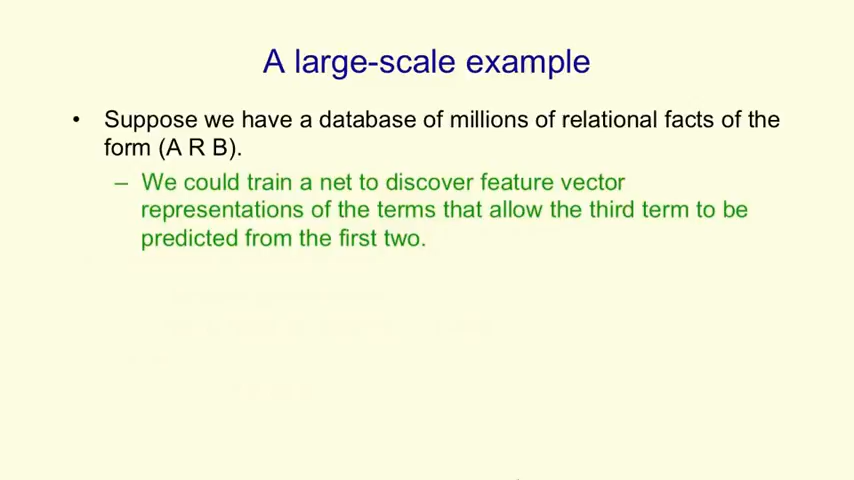 A large-scale example
• Suppose we have a database of millions of relational facts of the
form (A R B).
– We could train a net to discover feature vector
representations of the terms that allow the third term to be
predicted from the first two.